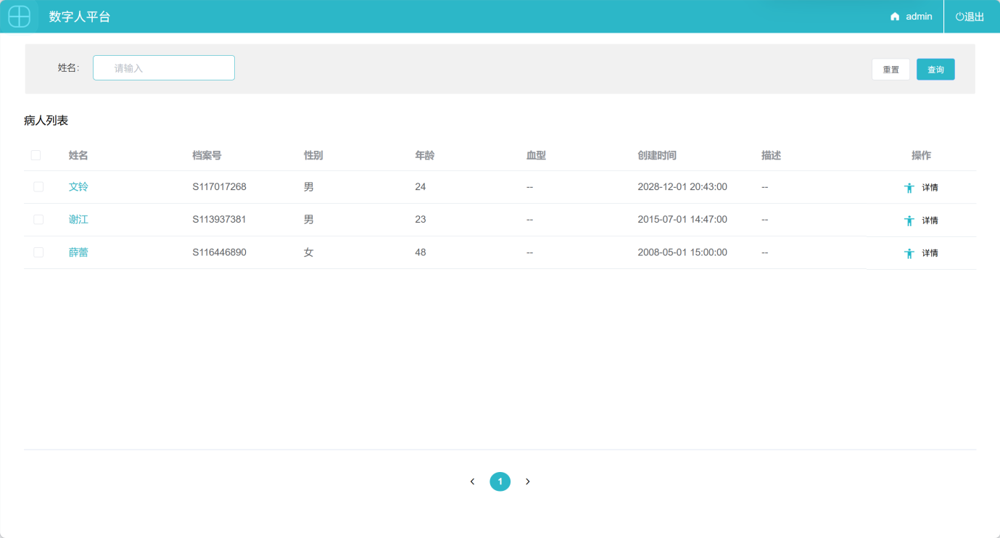 数字人平台 admin 退出
姓名: 请输入 重置 查询
病人列表
姓名 档案号 性别 年龄 血型 创建时间 描述 操作
文铃 S117017268 男 24 -- 2028-12-01 20:43:00 -- 详情
谢江 S113937381 男 23 -- 2015-07-01 14:47:00 -- 详情
薛蕾 S116446890 女 48 -- 2008-05-01 15:00:00 -- 详情
1